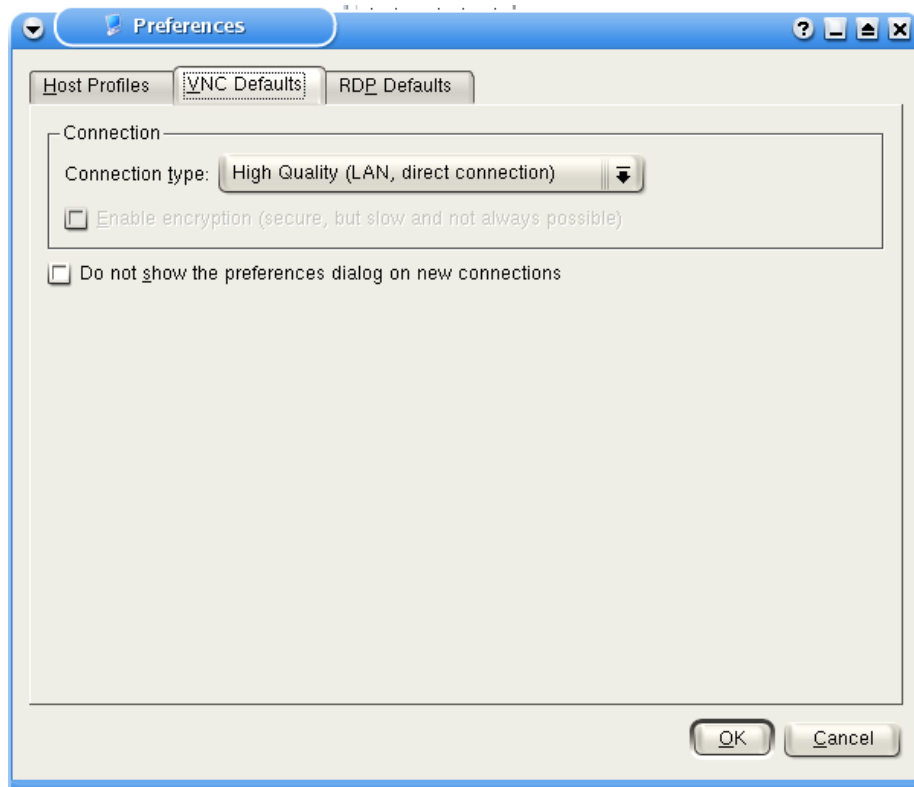 Preferences
Host Profiles VNC Defaults RDP Defaults
Connection
Connection type: High Quality (LAN, direct connection)
Enable encryption (secure, but slow and not always possible)
Do not show the preferences dialog on new connections
OK Cancel